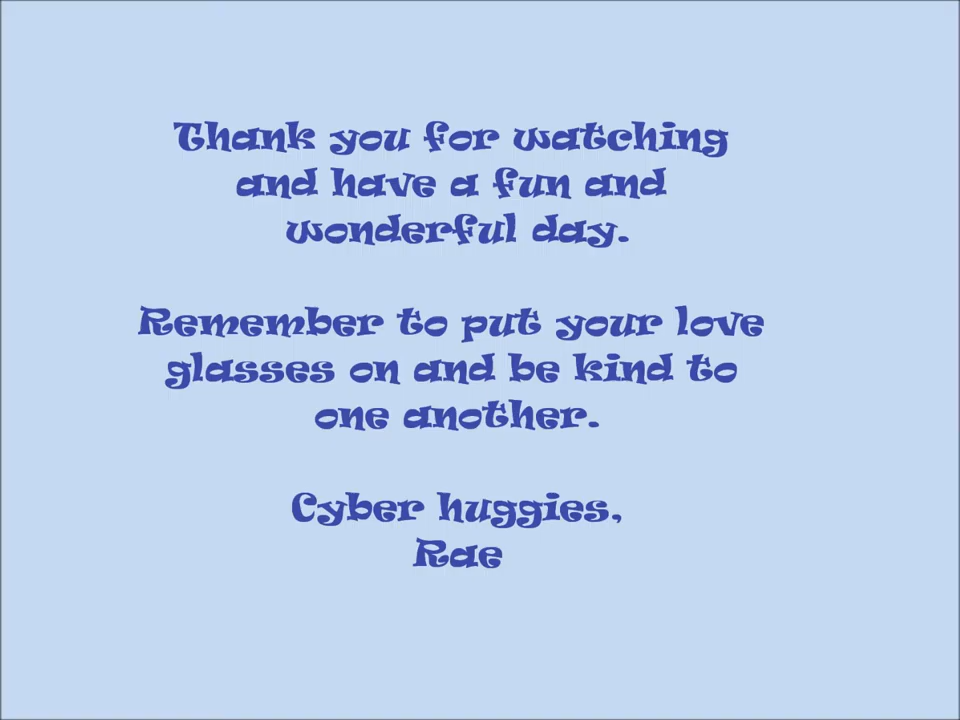 Thank you for watching
and have a fun and
wonderful day.
Remember to put your love
glasses on and be kind to
one another.
Cyber huggies,
Rae